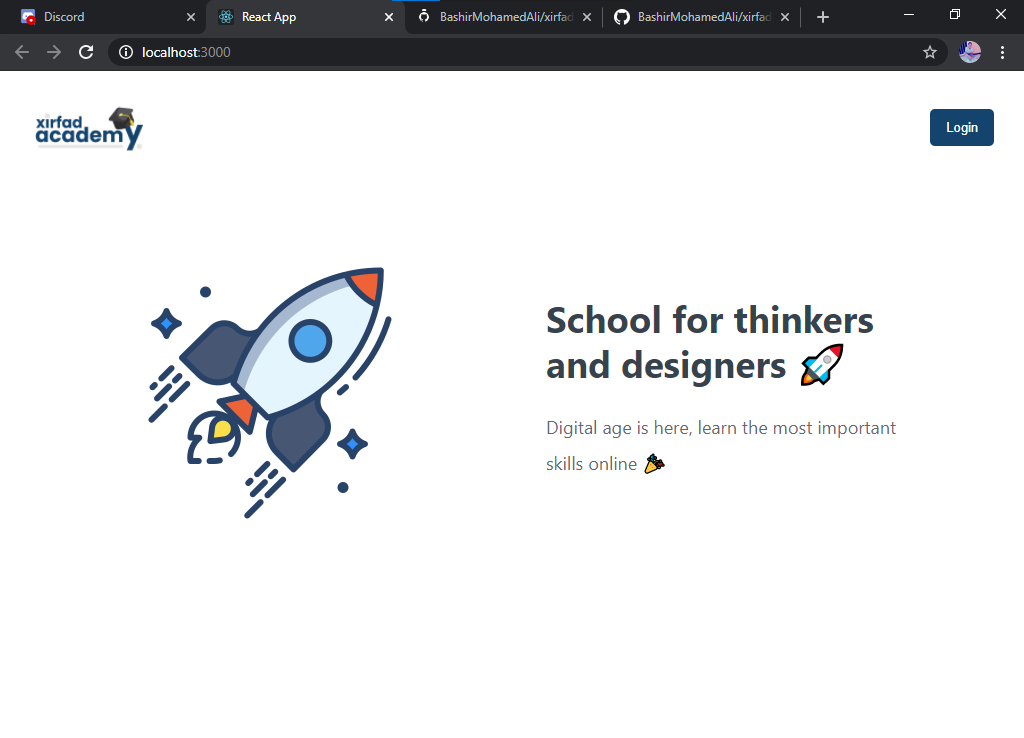 Discord
React App
BashirMohamedAli/xirfad
BashirMohamedAli/xirfad
localhost:3000
xirfad
academy
Login
School for thinkers
and designers 🚀
Digital age is here, learn the most important
skills online 🎉